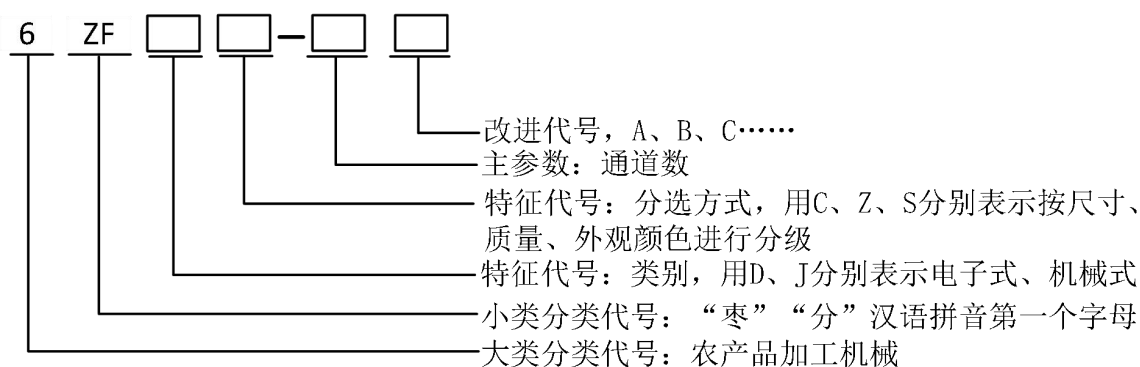 6 ZF □ □-□ □
改进代号，A、B、C……
主参数：通道数
特征代号：分选方式，用C、Z、S分别表示按尺寸、
质量、外观颜色进行分级
特征代号：类别，用D、J分别表示电子式、机械式
小类分类代号：“枣”“分”汉语拼音第一个字母
大类分类代号：农产品加工机械